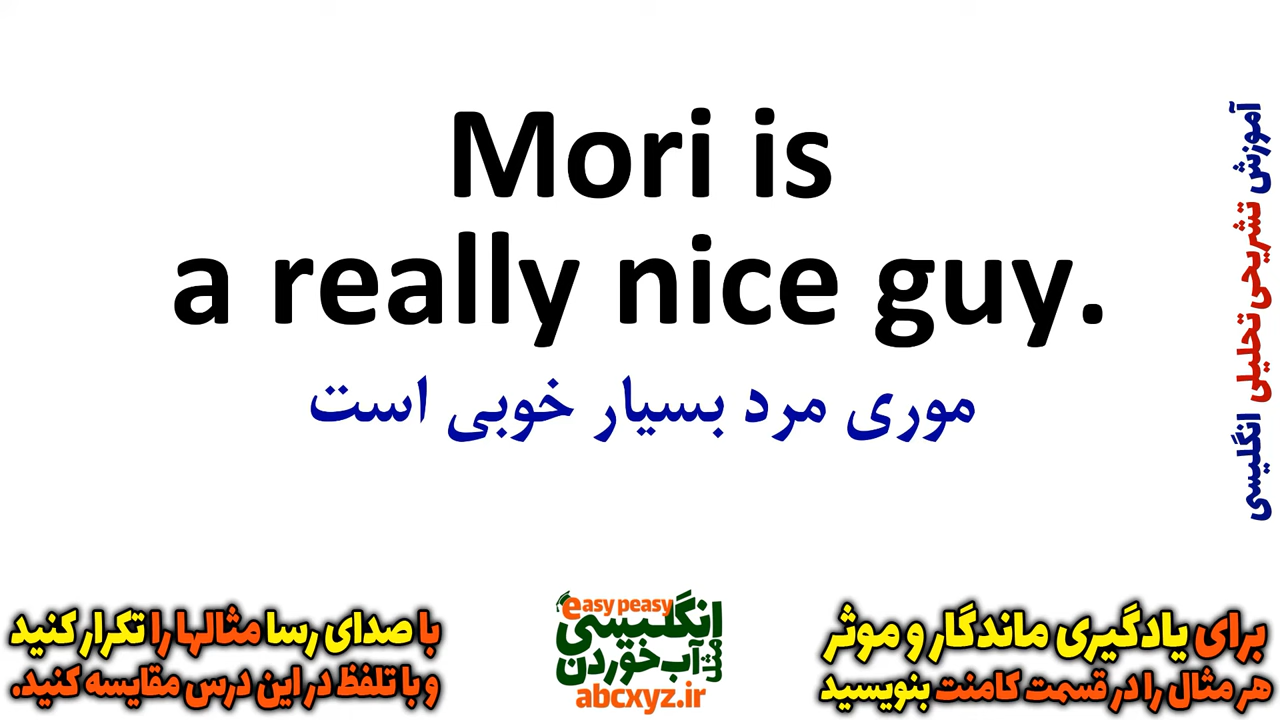 Mori is
a really nice guy.
موری مرد بسیار خوبی است
آموزش تشریحی تحلیلی انگلیسی
برای یادگیری ماندگار و موثر
هر مثال را در قسمت کامنت بنویسید
easy peasy
انگلیسی
مثل
آب خوردن
abcxyz.ir
با صدای رسا مثالها را تکرار کنید
و با تلفظ در این درس مقایسه کنید.